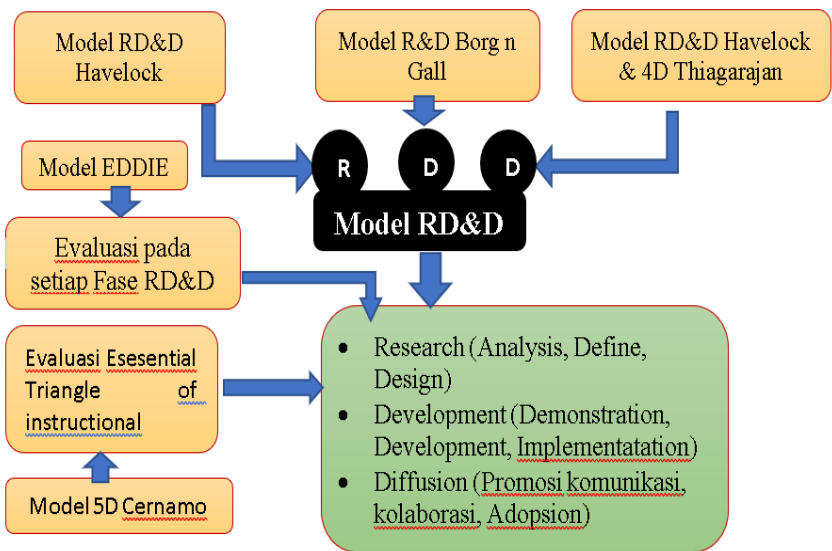 Model RD&D
Havelock
Model R&D Borg n
Gall
Model RD&D Havelock
& 4D Thiagarajan
R
D
D
Model RD&D
Model EDDIE
Evaluasi pada
setiap Fase RD&D
Evaluasi Esesential
Triangle of
instructional
Model 5D Cernamo
• Research (Analysis, Define,
Design)
• Development (Demonstration,
Development, Implementatation)
• Diffusion (Promosi komunikasi,
kolaborasi, Adopsion)